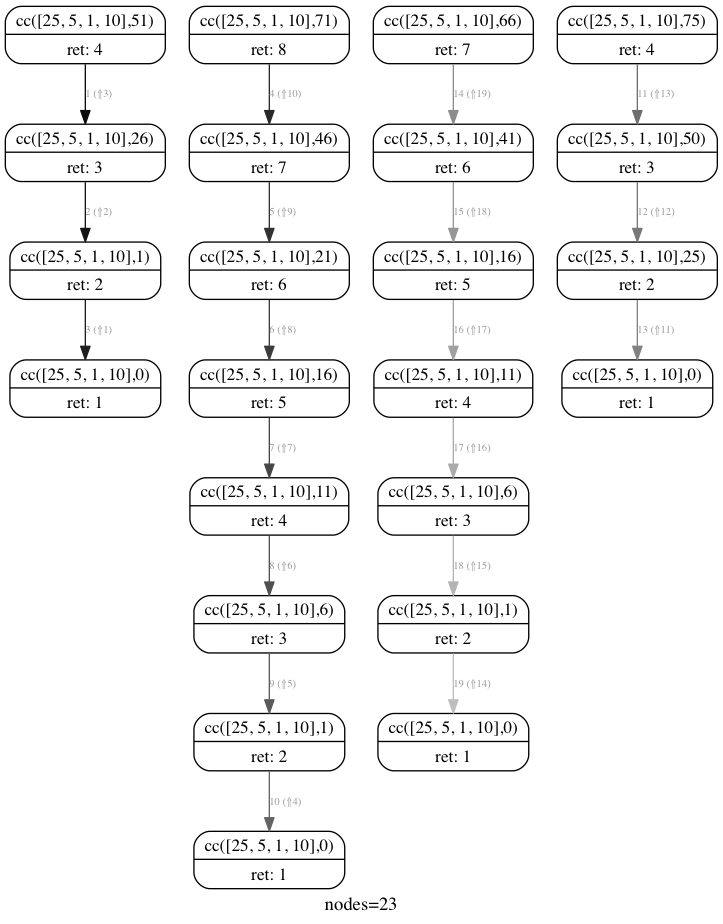 cc([25, 5, 1, 10],51)
ret: 4
cc([25, 5, 1, 10],71)
ret: 8
cc([25, 5, 1, 10],66)
ret: 7
cc([25, 5, 1, 10],75)
ret: 4
1 (⇑3)
4 (⇑10)
14 (⇑19)
11 (⇑13)
cc([25, 5, 1, 10],26)
ret: 3
cc([25, 5, 1, 10],46)
ret: 7
cc([25, 5, 1, 10],41)
ret: 6
cc([25, 5, 1, 10],50)
ret: 3
2 (⇑2)
5 (⇑9)
15 (⇑18)
12 (⇑12)
cc([25, 5, 1, 10],1)
ret: 2
cc([25, 5, 1, 10],21)
ret: 6
cc([25, 5, 1, 10],16)
ret: 5
cc([25, 5, 1, 10],25)
ret: 2
3 (⇑1)
6 (⇑8)
16 (⇑17)
13 (⇑11)
cc([25, 5, 1, 10],0)
ret: 1
cc([25, 5, 1, 10],16)
ret: 5
cc([25, 5, 1, 10],11)
ret: 4
cc([25, 5, 1, 10],0)
ret: 1
7 (⇑7)
17 (⇑16)
cc([25, 5, 1, 10],11)
ret: 4
cc([25, 5, 1, 10],6)
ret: 3
8 (⇑6)
18 (⇑15)
cc([25, 5, 1, 10],6)
ret: 3
cc([25, 5, 1, 10],1)
ret: 2
9 (⇑5)
19 (⇑14)
cc([25, 5, 1, 10],1)
ret: 2
cc([25, 5, 1, 10],0)
ret: 1
10 (⇑4)
cc([25, 5, 1, 10],0)
ret: 1
nodes=23